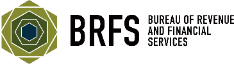 BRFS
BUREAU OF REVENUE
AND FINANCIAL
SERVICES